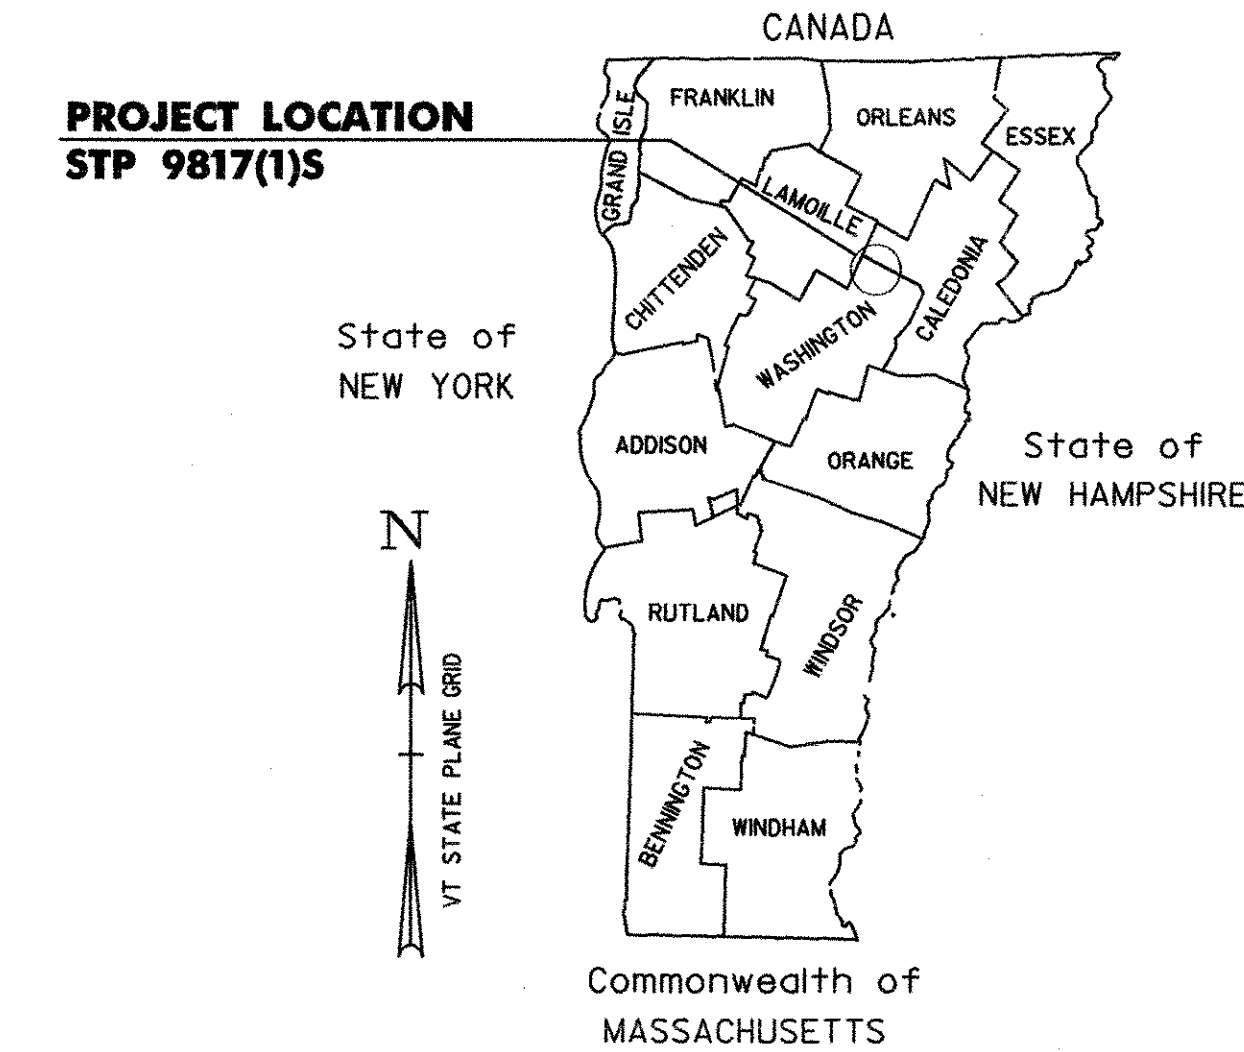 CANADA
PROJECT LOCATION
STP 9817(1)S
GRAND ISLE
FRANKLIN
ORLEANS
ESSEX
LAMOILLE
CHITTENDEN
CALEDONIA
WASHINGTON
State of
NEW YORK
ADDISON
ORANGE
State of
NEW HAMPSHIRE
N
VT STATE PLANE GRID
RUTLAND
WINDSOR
BENNINGTON
WINDHAM
Commonwealth of
MASSACHUSETTS